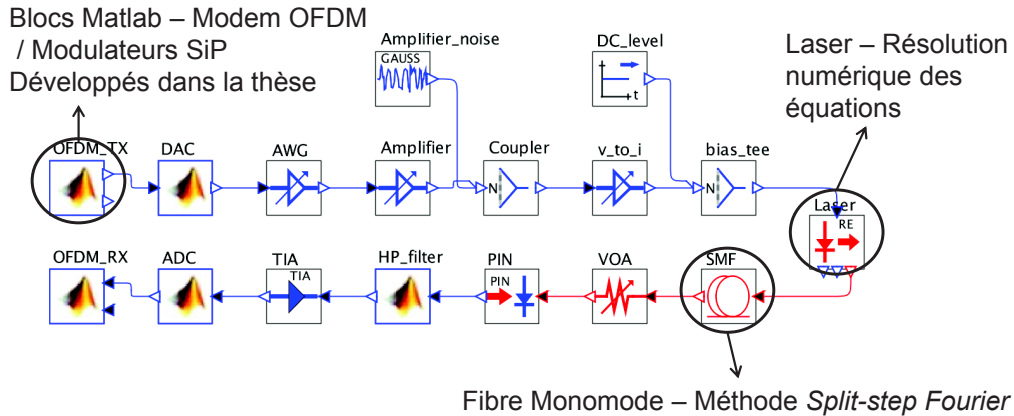 Blocs Matlab – Modem OFDM
/ Modulateurs SiP
Développés dans la thèse
Amplifier_noise
GAUSS
DC_level
t
Laser – Résolution
numérique des
équations
OFDM_TX
DAC
AWG
Amplifier
Coupler
N
v_to_i
bias_tee
N
Laser
RE
OFDM_RX
ADC
TIA
TIA
HP_filter
PIN
PIN
VOA
SMF
Fibre Monomode – Méthode Split-step Fourier